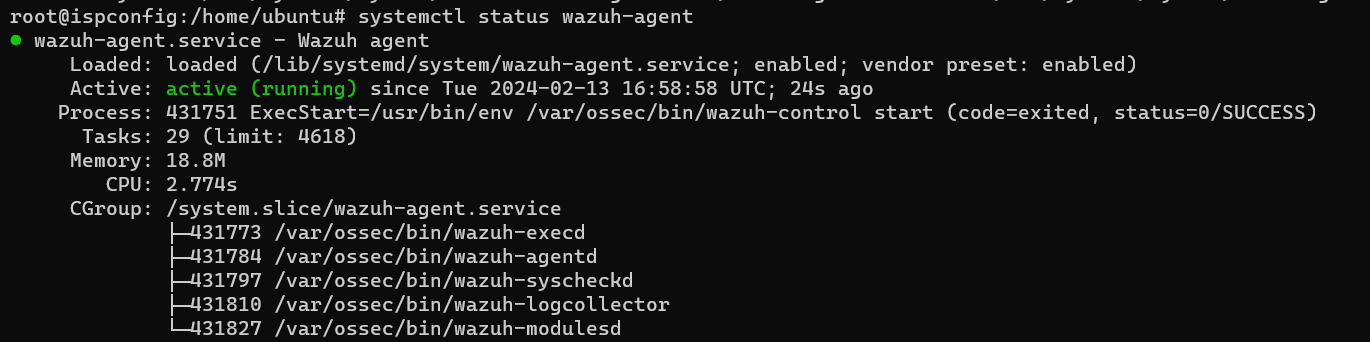 root@ispconfig:/home/ubuntu# systemctl status wazuh-agent
● wazuh-agent.service - Wazuh agent
     Loaded: loaded (/lib/systemd/system/wazuh-agent.service; enabled; vendor preset: enabled)
     Active: active (running) since Tue 2024-02-13 16:58:58 UTC; 24s ago
    Process: 431751 ExecStart=/usr/bin/env /var/ossec/bin/wazuh-control start (code=exited, status=0/SUCCESS)
      Tasks: 29 (limit: 4618)
     Memory: 18.8M
        CPU: 2.774s
     CGroup: /system.slice/wazuh-agent.service
             ├─431773 /var/ossec/bin/wazuh-execd
             ├─431784 /var/ossec/bin/wazuh-agentd
             ├─431797 /var/ossec/bin/wazuh-syscheckd
             ├─431810 /var/ossec/bin/wazuh-logcollector
             └─431827 /var/ossec/bin/wazuh-modulesd